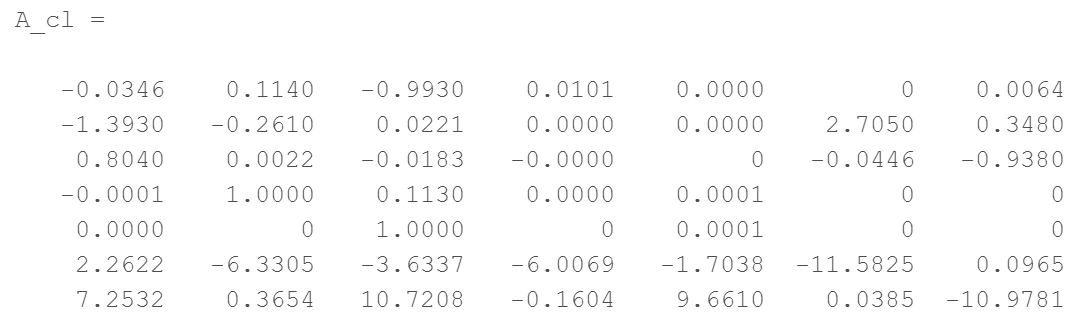 A_cl =
-0.0346 0.1140 -0.9930 0.0101 0.0000 0 0.0064
-1.3930 -0.2610 0.0221 0.0000 0.0000 2.7050 0.3480
0.8040 0.0022 -0.0183 -0.0000 0 -0.0446 -0.9380
-0.0001 1.0000 0.1130 0.0000 0.0001 0 0
0.0000 0 1.0000 0 0.0001 0 0
2.2622 -6.3305 -3.6337 -6.0069 -1.7038 -11.5825 0.0965
7.2532 0.3654 10.7208 -0.1604 9.6610 0.0385 -10.9781